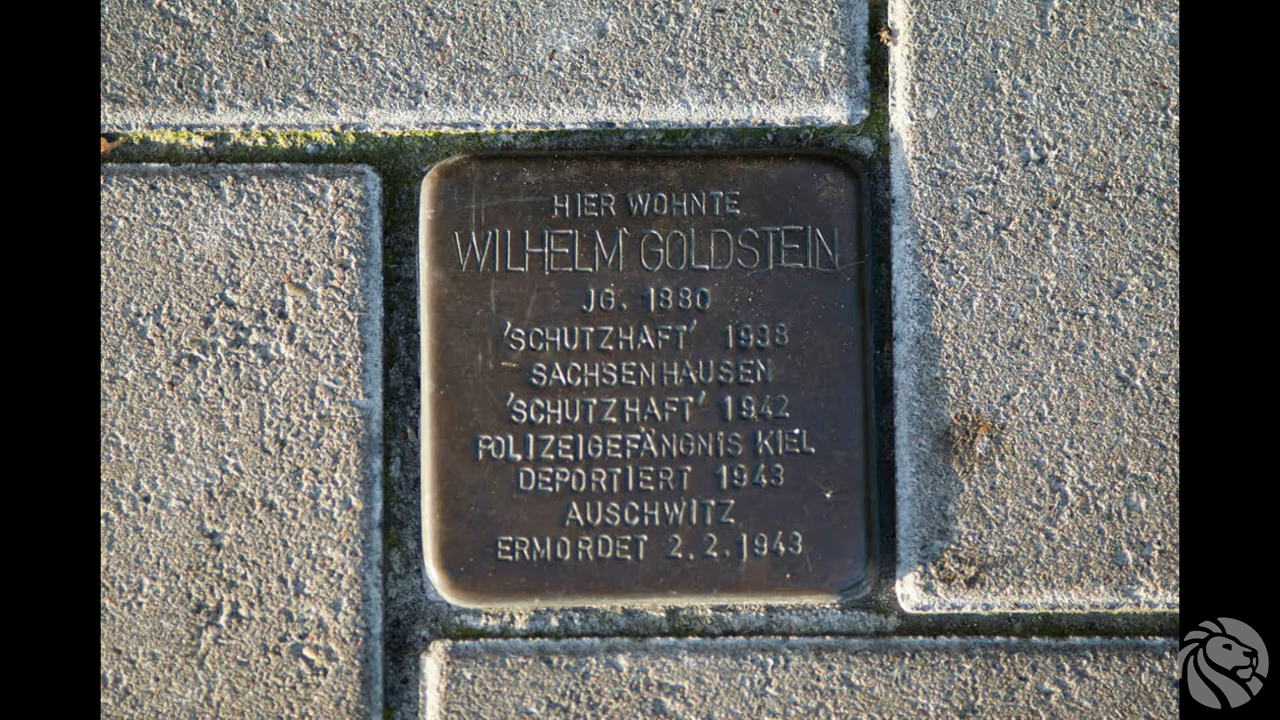 HIER WOHNTE
WILHELM GOLDSTEIN
JG. 1880
'SCHUTZHAFT' 1938
SACHSENHAUSEN
'SCHUTZHAFT' 1942
POLIZEIGEFÄNGNIS KIEL
DEPORTIERT 1943
AUSCHWITZ
ERMORDET 2.2.1943